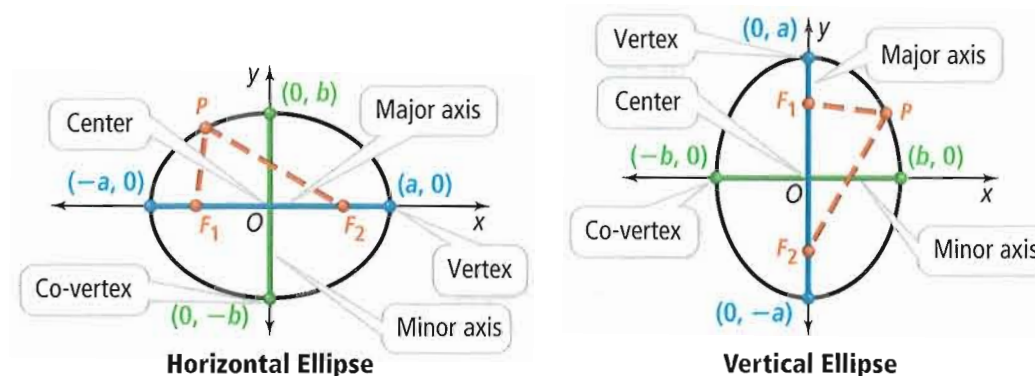 y
(0, b)
P
Center
Major axis
(−a, 0)
(a, 0)
x
O
F₁
F₂
Co-vertex
Vertex
(0, −b)
Minor axis
Horizontal Ellipse
(0, a)
y
Vertex
Major axis
Center
F₁
P
(−b, 0)
(b, 0)
O
x
Co-vertex
F₂
Minor axis
(0, −a)
Vertical Ellipse